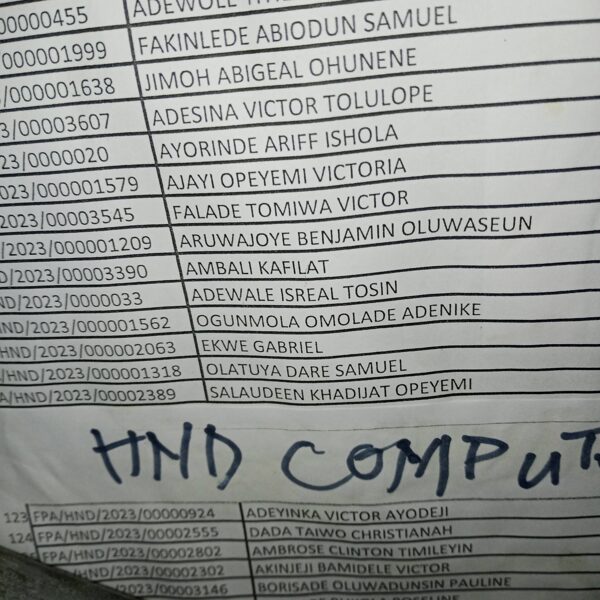 00000455 ADEWOLE
/000001999 FAKINLEDE ABIODUN SAMUEL
/000001638 JIMOH ABIGEAL OHUNENE
3/00003607 ADESINA VICTOR TOLULOPE
23/0000020 AYORINDE ARIFF ISHOLA
023/000001579 AJAYI OPEYEMI VICTORIA
2023/00003545 FALADE TOMIWA VICTOR
/2023/000001209 ARUWAJOYE BENJAMIN OLUWASEUN
D/2023/00003390 AMBALI KAFILAT
ND/2023/0000033 ADEWALE ISREAL TOSIN
HND/2023/000001562 OGUNMOLA OMOLADE ADENIKE
HND/2023/000002063 EKWE GABRIEL
/HND/2023/000001318 OLATUYA DARE SAMUEL
A/HND/2023/00002389 SALAUDEEN KHADIJAT OPEYEMI
HND COMPUT
123 FPA/HND/2023/00000924 ADEYINKA VICTOR AYODEJI
124 FPA/HND/2023/00002555 DADA TAIWO CHRISTIANAH
FPA/HND/2023/00002802 AMBROSE CLINTON TIMILEYIN
FPA/HND/2023/00002302 AKINJEJI BAMIDELE VICTOR
2023/00003146 BORISADE OLUWADUNSIN PAULINE